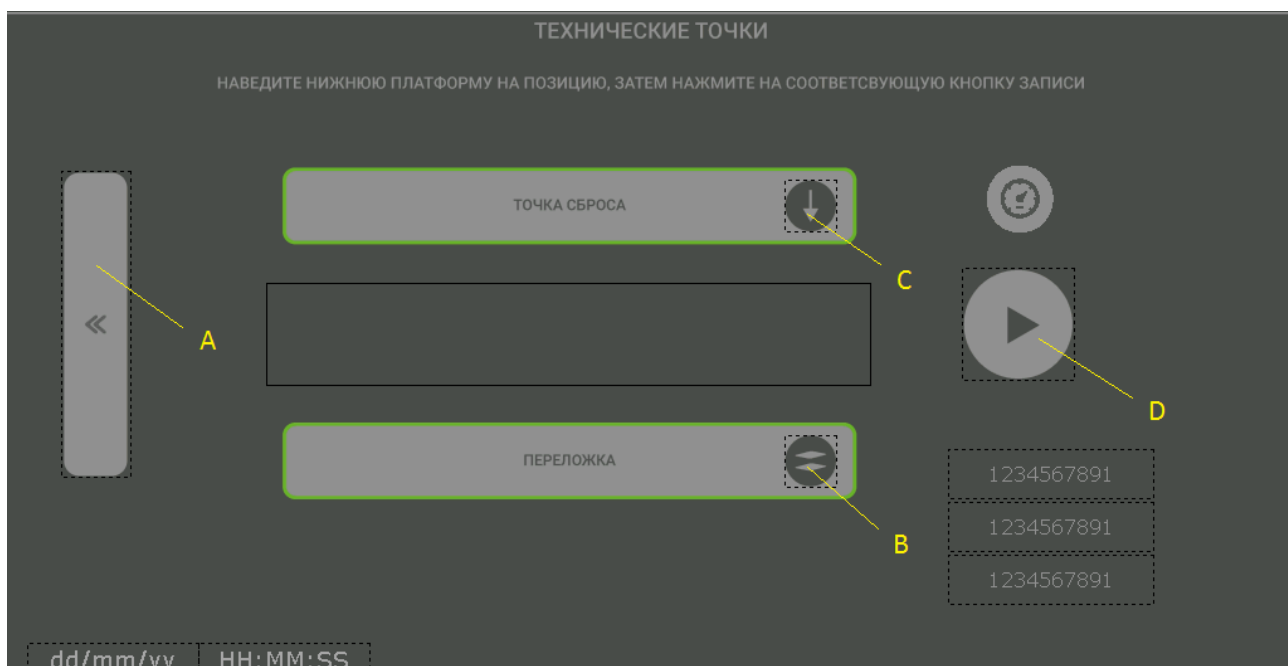 ТЕХНИЧЕСКИЕ ТОЧКИ
НАВЕДИТЕ НИЖНЮЮ ПЛАТФОРМУ НА ПОЗИЦИЮ, ЗАТЕМ НАЖМИТЕ НА СООТВЕТСВУЮЩУЮ КНОПКУ ЗАПИСИ
ТОЧКА СБРОСА
C
A
D
ПЕРЕЛОЖКА
B
1234567891
1234567891
1234567891
dd/mm/yy HH:MM:SS